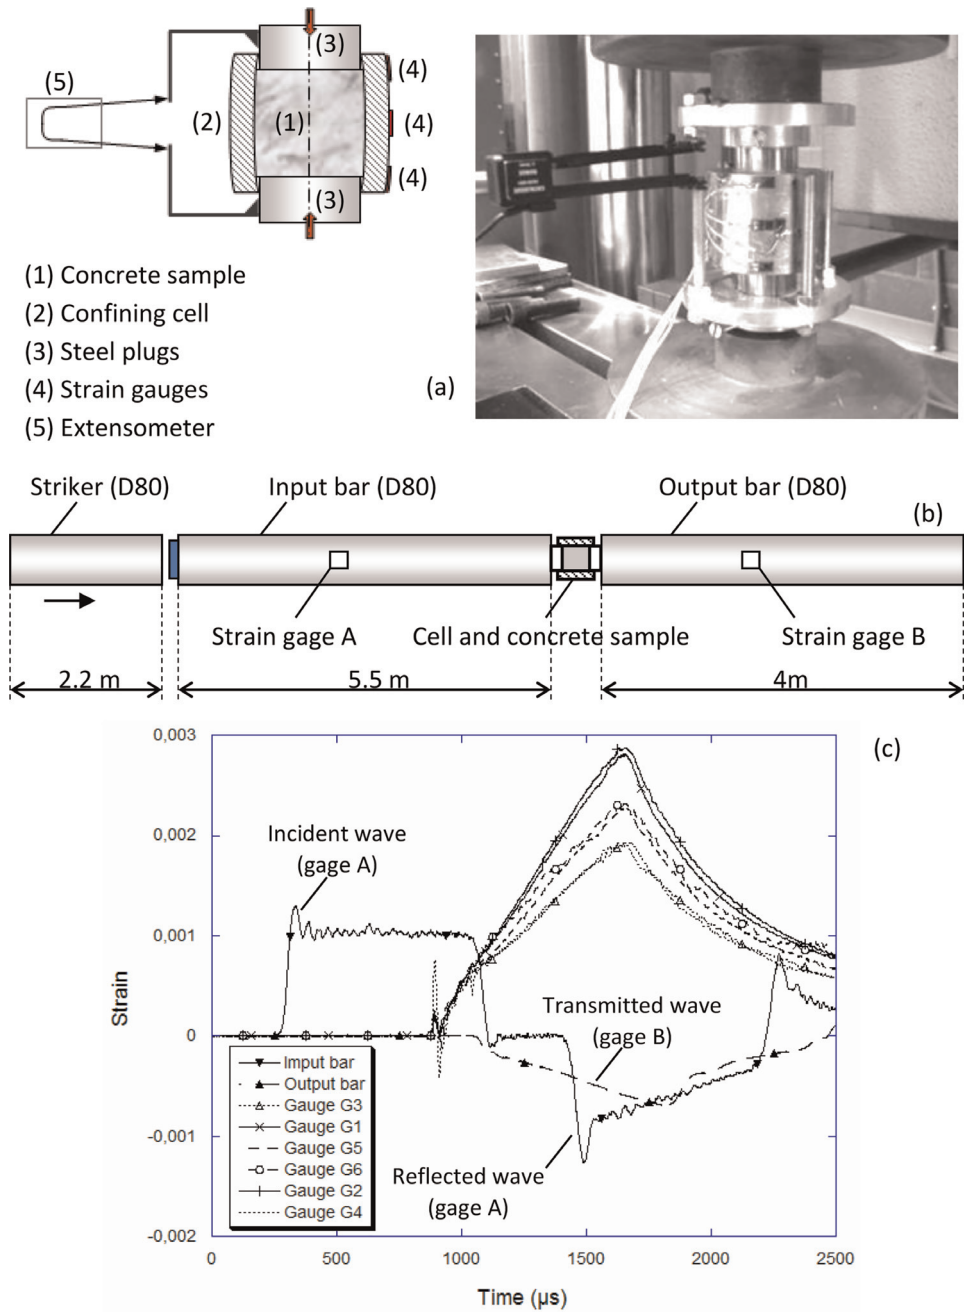 (3)
(4)
(5)
(2)
(1)
(4)
(4)
(3)
(1) Concrete sample
(2) Confining cell
(3) Steel plugs
(4) Strain gauges
(5) Extensometer
(a)
Striker (D80)
Input bar (D80)
Output bar (D80)
(b)
Strain gage A
Cell and concrete sample
Strain gage B
2.2 m
5.5 m
4m
(c)
0,003
0,002
0,001
0
-0,001
-0,002
Strain
Incident wave
(gage A)
Transmitted wave
(gage B)
Reflected wave
(gage A)
Imput bar
Output bar
Gauge G3
Gauge G1
Gauge G5
Gauge G6
Gauge G2
Gauge G4
0
500
1000
1500
2000
2500
Time (µs)